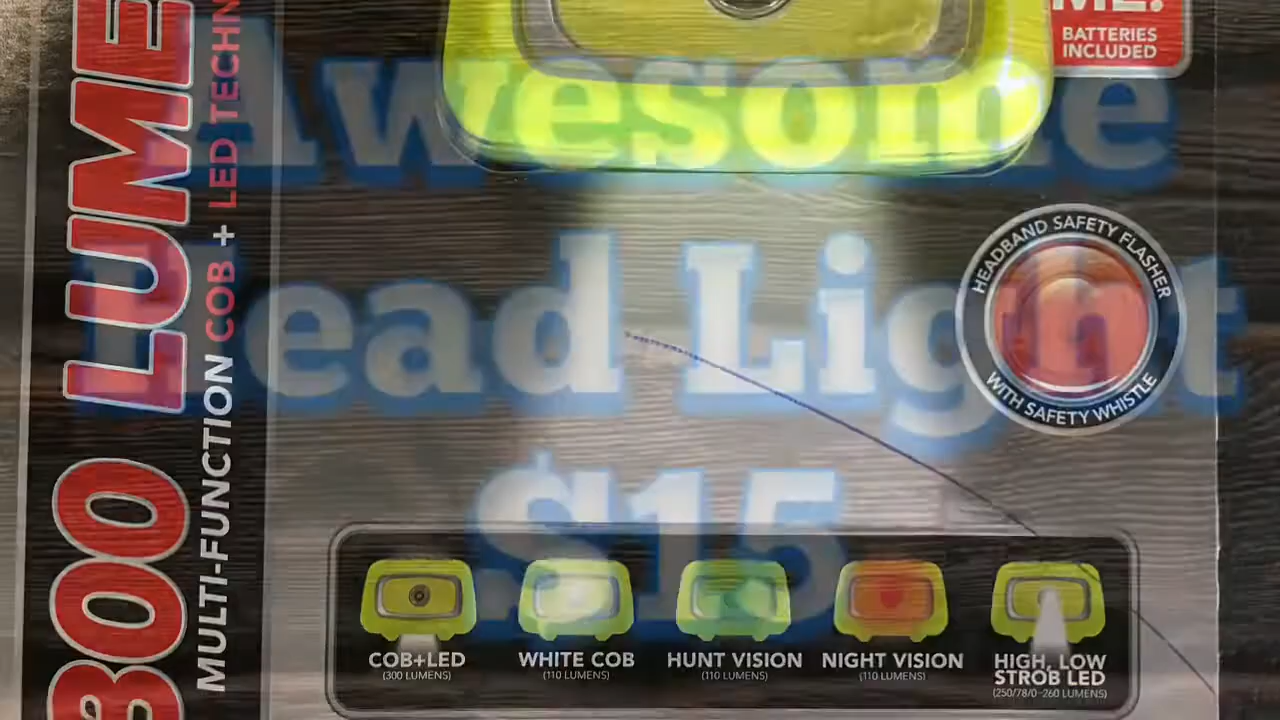 ME!
BATTERIES
INCLUDED
Awesome
Head Light
$15
300 LUME
MULTI-FUNCTION COB + LED TECHN
HEADBAND SAFETY FLASHER
WITH SAFETY WHISTLE
COB+LED
(300 LUMENS)
WHITE COB
(110 LUMENS)
HUNT VISION
(110 LUMENS)
NIGHT VISION
(110 LUMENS)
HIGH, LOW
STROB LED
(250/78/0-260 LUMENS)